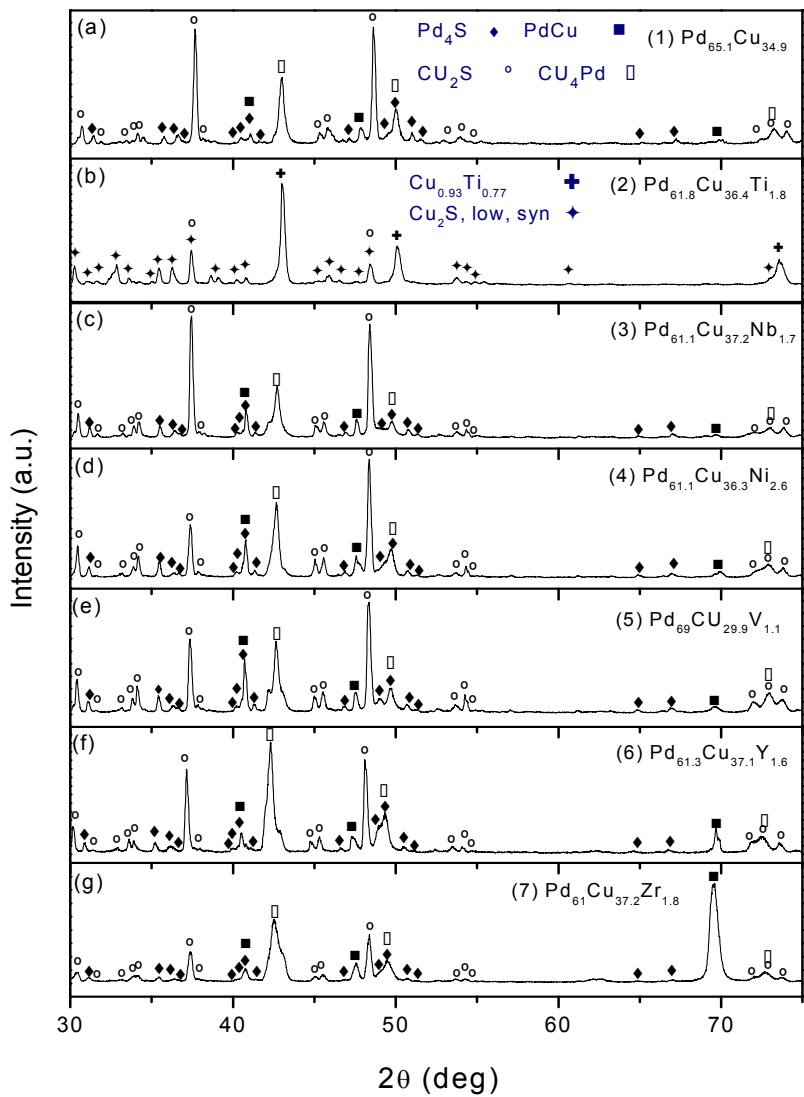 (a) Pd₄S ♦ PdCu ■ (1) Pd₆₅.₁Cu₃₄.₉
CU₂S o CU₄Pd ▯
(b) Cu₀.₉₃Ti₀.₇₇ ✚ (2) Pd₆₁.₈Cu₃₆.₄Ti₁.₈
Cu₂S, low, syn ✦
(c) (3) Pd₆₁.₁Cu₃₇.₂Nb₁.₇
(d) (4) Pd₆₁.₁Cu₃₆.₃Ni₂.₆
(e) (5) Pd₆₉CU₂₉.₉V₁.₁
(f) (6) Pd₆₁.₃Cu₃₇.₁Y₁.₆
(g) (7) Pd₆₁Cu₃₇.₂Zr₁.₈
Intensity (a.u.)
30 40 50 60 70
2θ (deg)